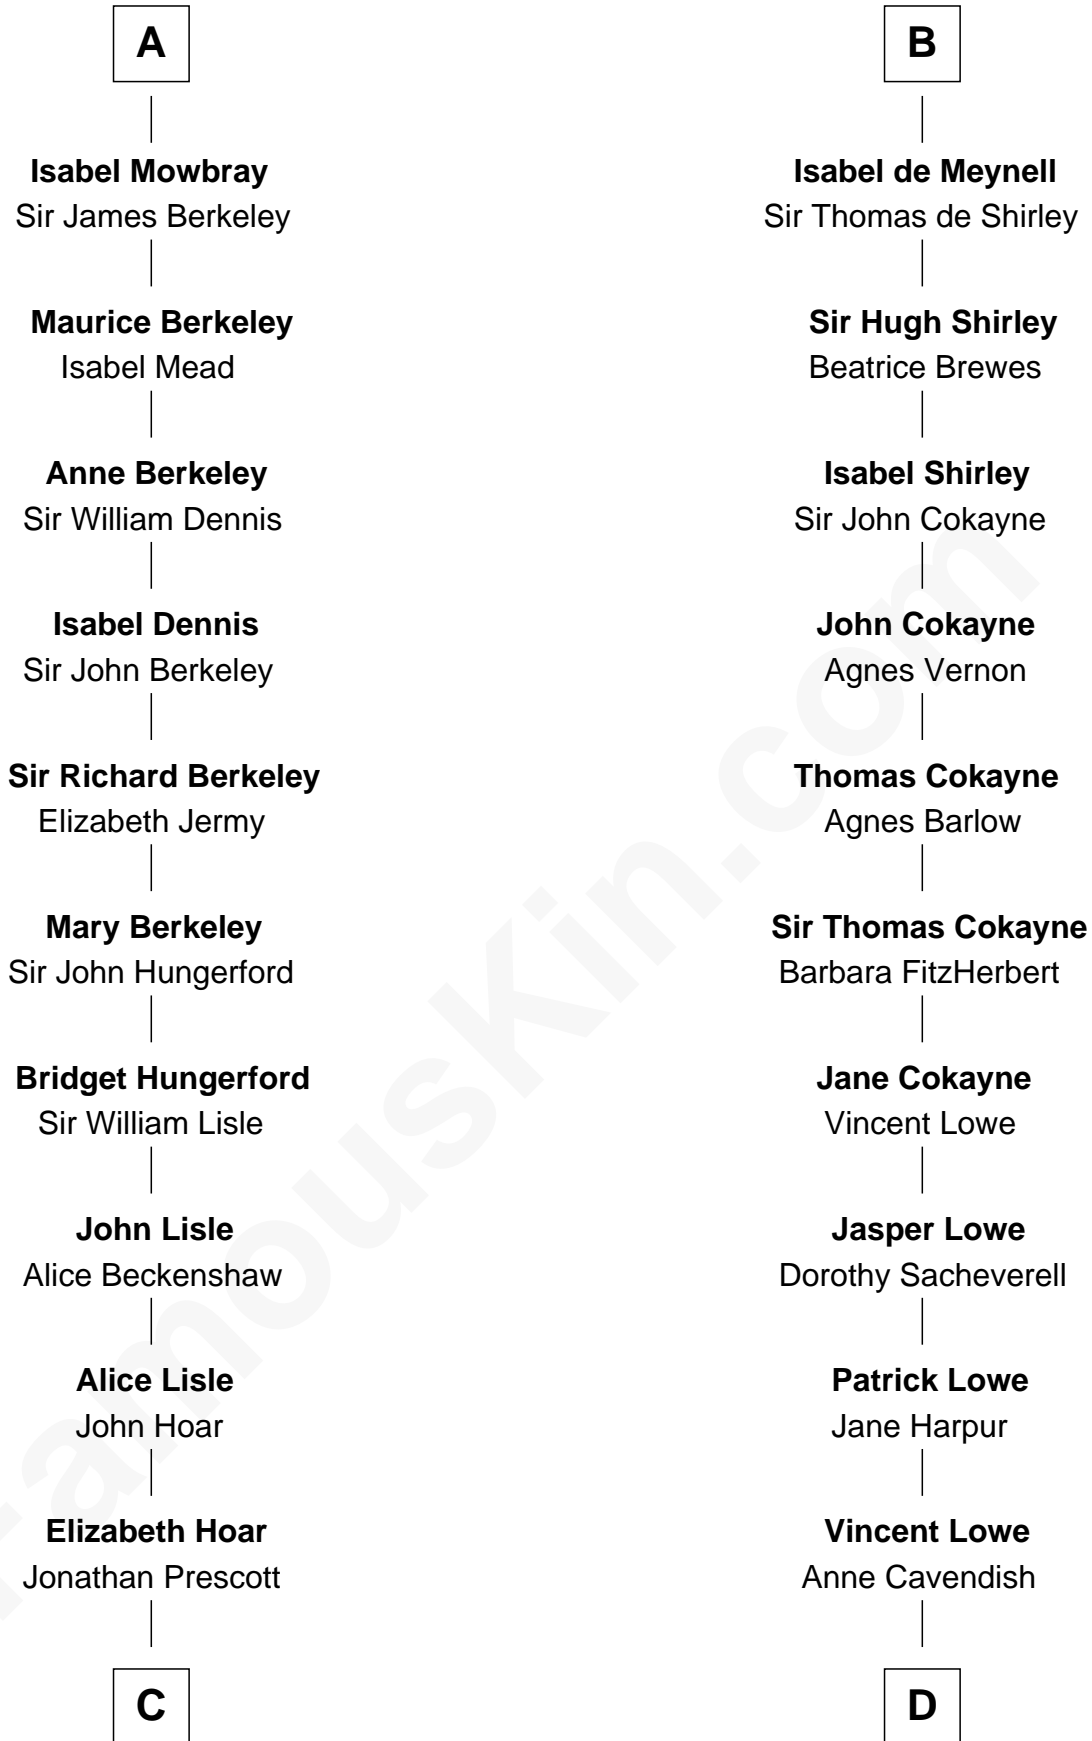 A
Isabel Mowbray
Sir James Berkeley
Maurice Berkeley
Isabel Mead
Anne Berkeley
Sir William Dennis
Isabel Dennis
Sir John Berkeley
Sir Richard Berkeley
Elizabeth Jermy
Mary Berkeley
Sir John Hungerford
Bridget Hungerford
Sir William Lisle
John Lisle
Alice Beckenshaw
Alice Lisle
John Hoar
Elizabeth Hoar
Jonathan Prescott
C
B
Isabel de Meynell
Sir Thomas de Shirley
Sir Hugh Shirley
Beatrice Brewes
Isabel Shirley
Sir John Cokayne
John Cokayne
Agnes Vernon
Thomas Cokayne
Agnes Barlow
Sir Thomas Cokayne
Barbara FitzHerbert
Jane Cokayne
Vincent Lowe
Jasper Lowe
Dorothy Sacheverell
Patrick Lowe
Jane Harpur
Vincent Lowe
Anne Cavendish
D
FamousKin.com